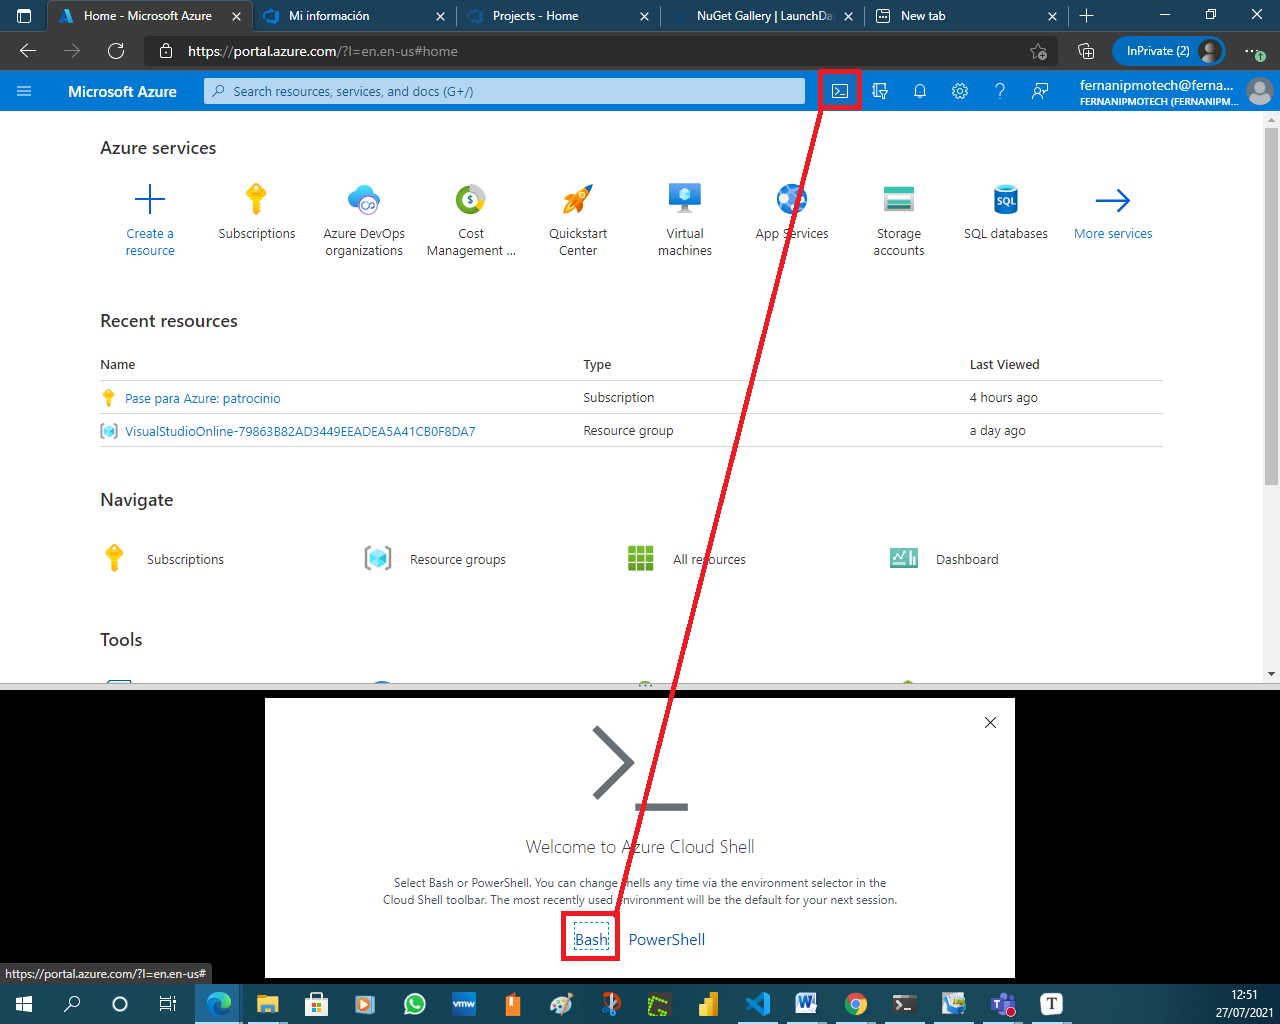 Home - Microsoft Azure
Mi información
Projects - Home
NuGet Gallery | LaunchDa
New tab
https://portal.azure.com/?l=en.en-us#home
InPrivate (2)
Microsoft Azure
Search resources, services, and docs (G+/)
fernanipmotech@ferna...
FERNANIPMOTECH (FERNANIPM...
Azure services
Create a resource
Subscriptions
Azure DevOps organizations
Cost Management ...
Quickstart Center
Virtual machines
App Services
Storage accounts
SQL
SQL databases
More services
Recent resources
Name Type Last Viewed
Pase para Azure: patrocinio Subscription 4 hours ago
VisualStudioOnline-79863B82AD3449EEADEA5A41CB0F8DA7 Resource group a day ago
Navigate
Subscriptions
Resource groups
All resources
Dashboard
Tools
Welcome to Azure Cloud Shell
Select Bash or PowerShell. You can change shells any time via the environment selector in the
Cloud Shell toolbar. The most recently used environment will be the default for your next session.
Bash PowerShell
https://portal.azure.com/?l=en.en-us#
vmw
T
12:51
27/07/2021